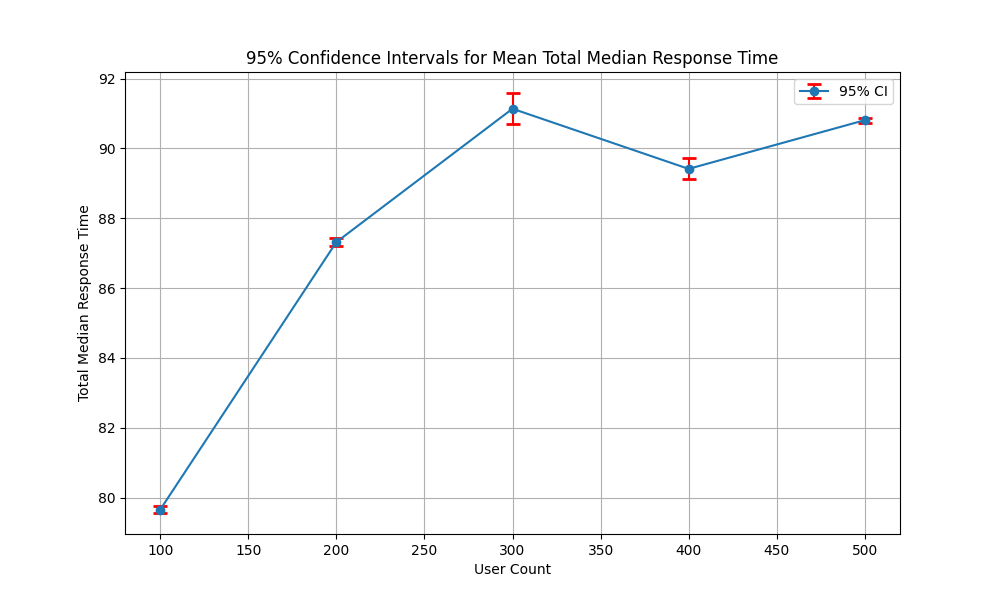 95% Confidence Intervals for Mean Total Median Response Time
95% CI
92
90
88
86
84
82
80
Total Median Response Time
100 150 200 250 300 350 400 450 500
User Count